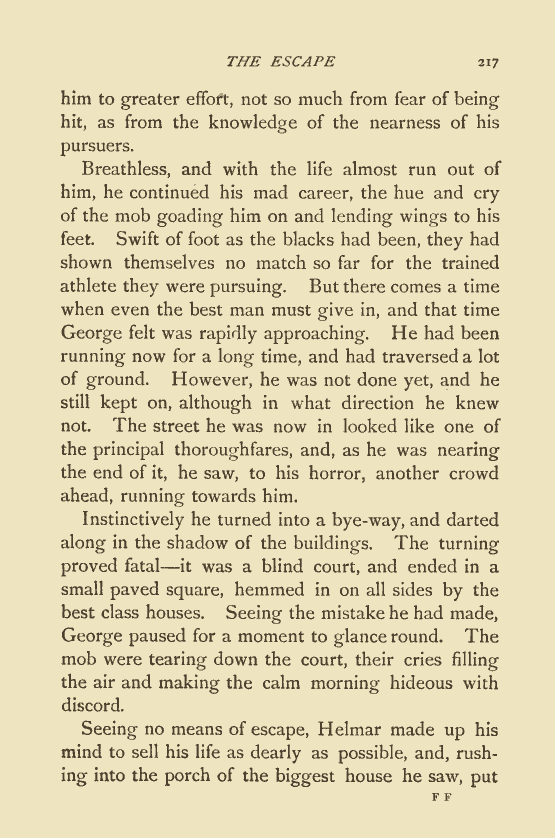 THE ESCAPE 217
him to greater effort, not so much from fear of being
hit, as from the knowledge of the nearness of his
pursuers.
Breathless, and with the life almost run out of
him, he continued his mad career, the hue and cry
of the mob goading him on and lending wings to his
feet. Swift of foot as the blacks had been, they had
shown themselves no match so far for the trained
athlete they were pursuing. But there comes a time
when even the best man must give in, and that time
George felt was rapidly approaching. He had been
running now for a long time, and had traversed a lot
of ground. However, he was not done yet, and he
still kept on, although in what direction he knew
not. The street he was now in looked like one of
the principal thoroughfares, and, as he was nearing
the end of it, he saw, to his horror, another crowd
ahead, running towards him.
Instinctively he turned into a bye-way, and darted
along in the shadow of the buildings. The turning
proved fatal—it was a blind court, and ended in a
small paved square, hemmed in on all sides by the
best class houses. Seeing the mistake he had made,
George paused for a moment to glance round. The
mob were tearing down the court, their cries filling
the air and making the calm morning hideous with
discord.
Seeing no means of escape, Helmar made up his
mind to sell his life as dearly as possible, and, rush-
ing into the porch of the biggest house he saw, put
F F